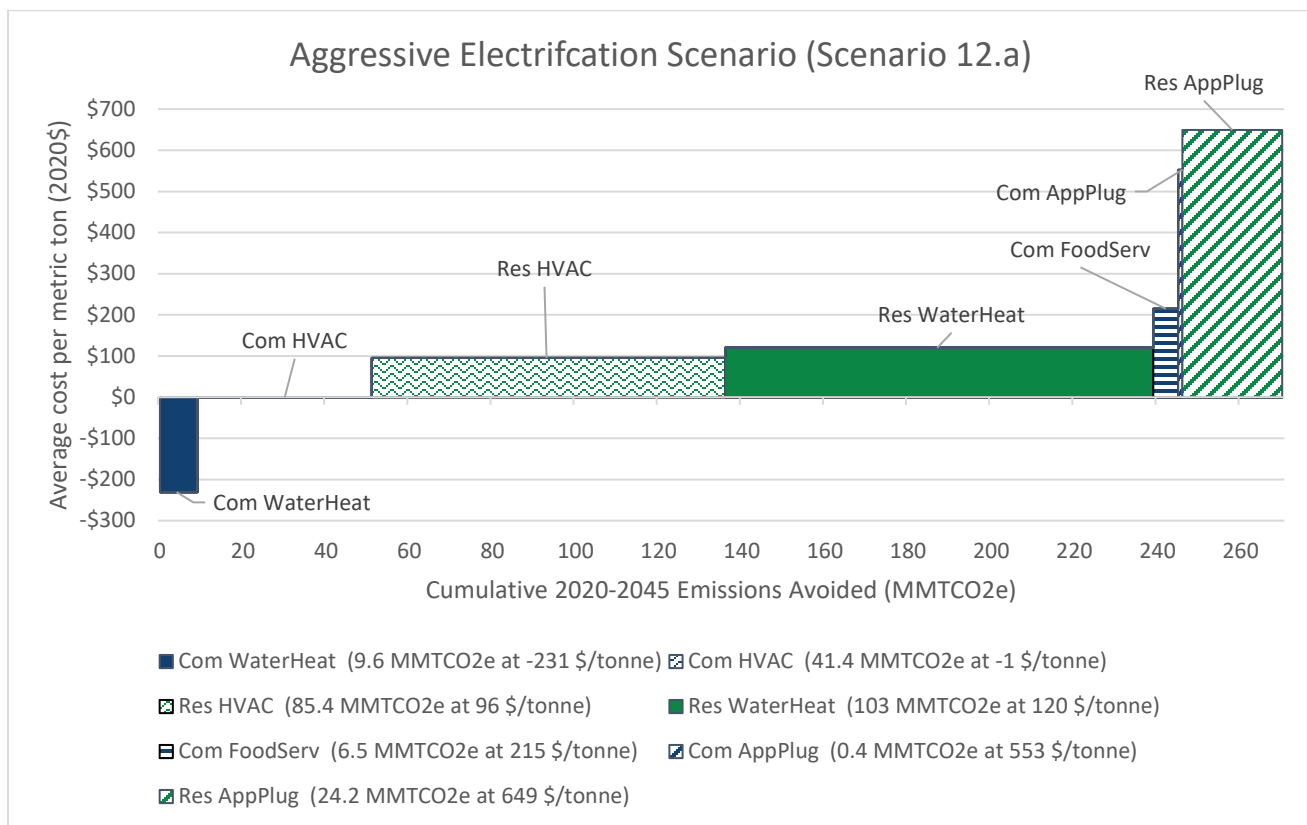 Aggressive Electrifcation Scenario (Scenario 12.a)
Average cost per metric ton (2020$)
$700
$600
$500
$400
$300
$200
$100
$0
-$100
-$200
-$300
Res AppPlug
Com AppPlug
Com FoodServ
Res HVAC
Res WaterHeat
Com HVAC
Com WaterHeat
0 20 40 60 80 100 120 140 160 180 200 220 240 260
Cumulative 2020-2045 Emissions Avoided (MMTCO2e)
Com WaterHeat (9.6 MMTCO2e at -231 $/tonne) Com HVAC (41.4 MMTCO2e at -1 $/tonne)
Res HVAC (85.4 MMTCO2e at 96 $/tonne) Res WaterHeat (103 MMTCO2e at 120 $/tonne)
Com FoodServ (6.5 MMTCO2e at 215 $/tonne) Com AppPlug (0.4 MMTCO2e at 553 $/tonne)
Res AppPlug (24.2 MMTCO2e at 649 $/tonne)